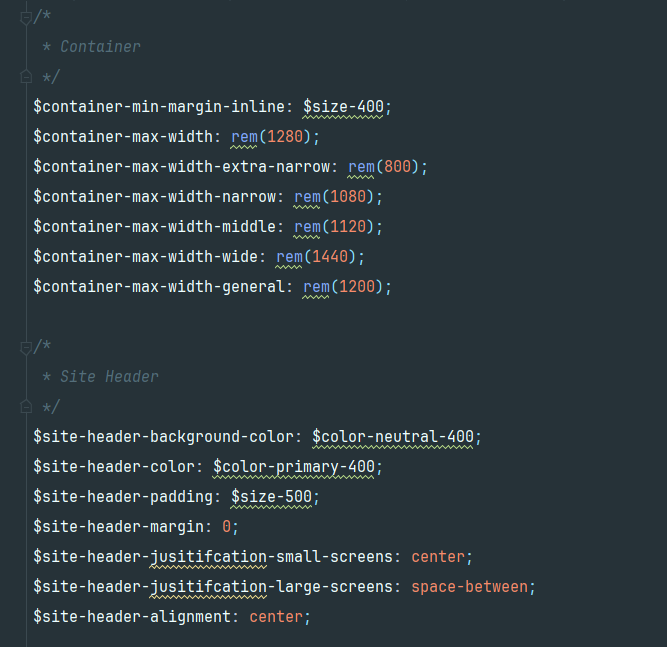 /*
 * Container
 */
$container-min-margin-inline: $size-400;
$container-max-width: rem(1280);
$container-max-width-extra-narrow: rem(800);
$container-max-width-narrow: rem(1080);
$container-max-width-middle: rem(1120);
$container-max-width-wide: rem(1440);
$container-max-width-general: rem(1200);

/*
 * Site Header
 */
$site-header-background-color: $color-neutral-400;
$site-header-color: $color-primary-400;
$site-header-padding: $size-500;
$site-header-margin: 0;
$site-header-jusitifcation-small-screens: center;
$site-header-jusitifcation-large-screens: space-between;
$site-header-alignment: center;